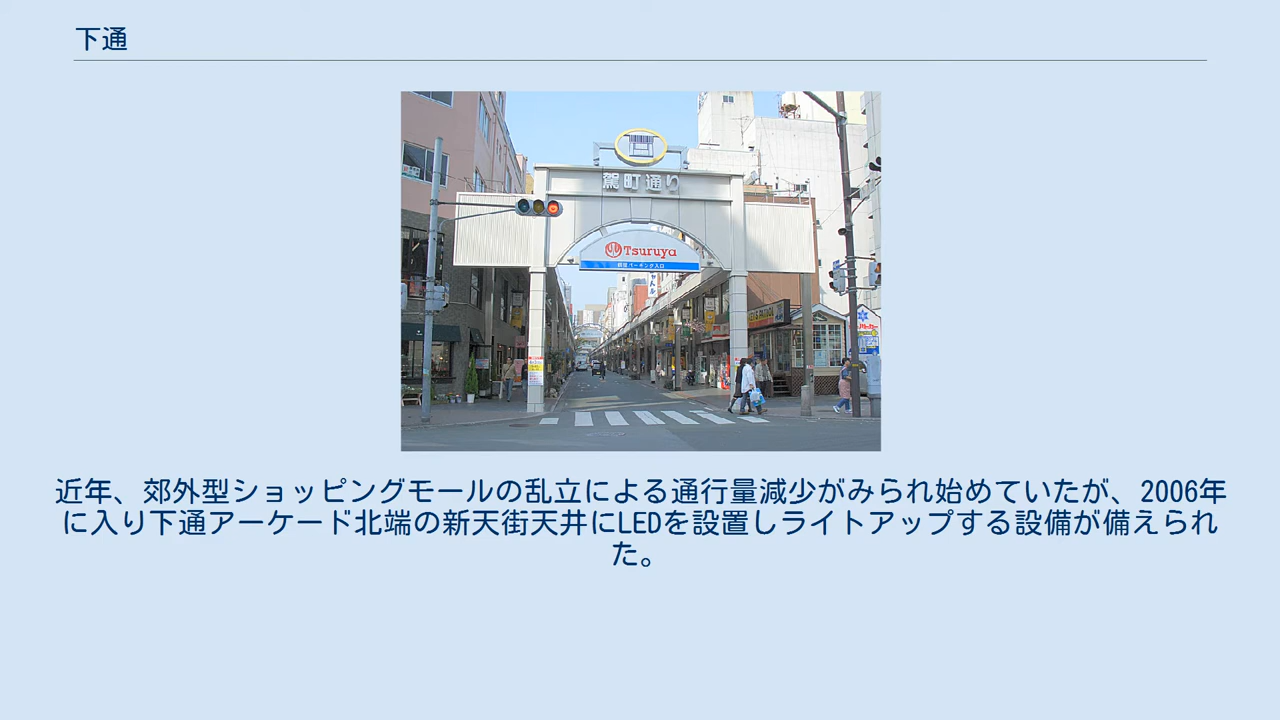 下通
駕町通り
Tsuruya
近年、郊外型ショッピングモールの乱立による通行量減少がみられ始めていたが、2006年
に入り下通アーケード北端の新天街天井にLEDを設置しライトアップする設備が備えられ
た。